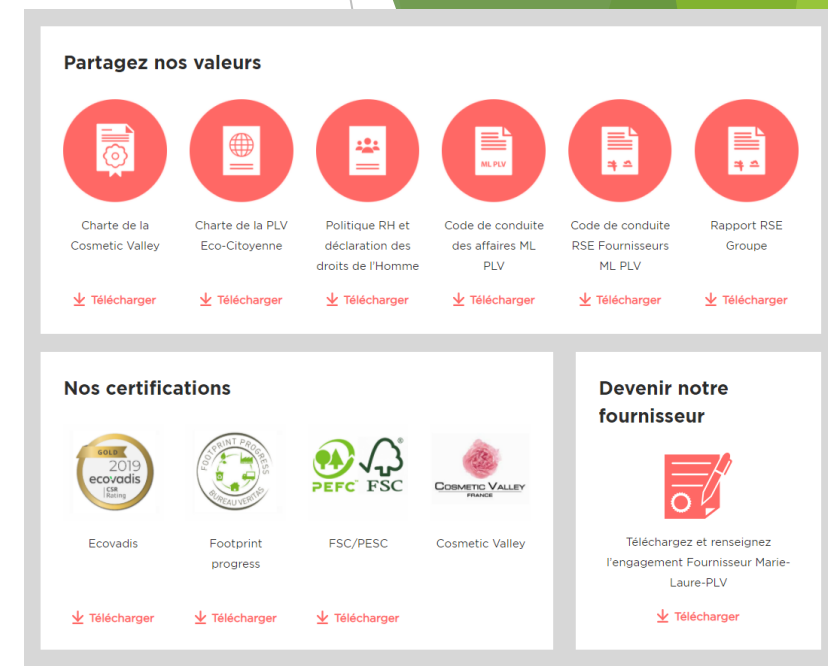 Partagez nos valeurs
ML PLV
Charte de la
Cosmetic Valley
Charte de la PLV
Eco-Citoyenne
Politique RH et
déclaration des
droits de l'Homme
Code de conduite
des affaires ML
PLV
Code de conduite
RSE Fournisseurs
ML PLV
Rapport RSE
Groupe
Télécharger
Télécharger
Télécharger
Télécharger
Télécharger
Télécharger
Nos certifications
GOLD
2019
ecovadis
CSR
Rating
FOOTPRINT PROGRESS
BUREAU VERITAS
PEFC
FSC
COSMETIC VALLEY
FRANCE
Ecovadis
Footprint
progress
FSC/PESC
Cosmetic Valley
Télécharger
Télécharger
Télécharger
Devenir notre
fournisseur
Téléchargez et renseignez
l'engagement Fournisseur Marie-
Laure-PLV
Télécharger